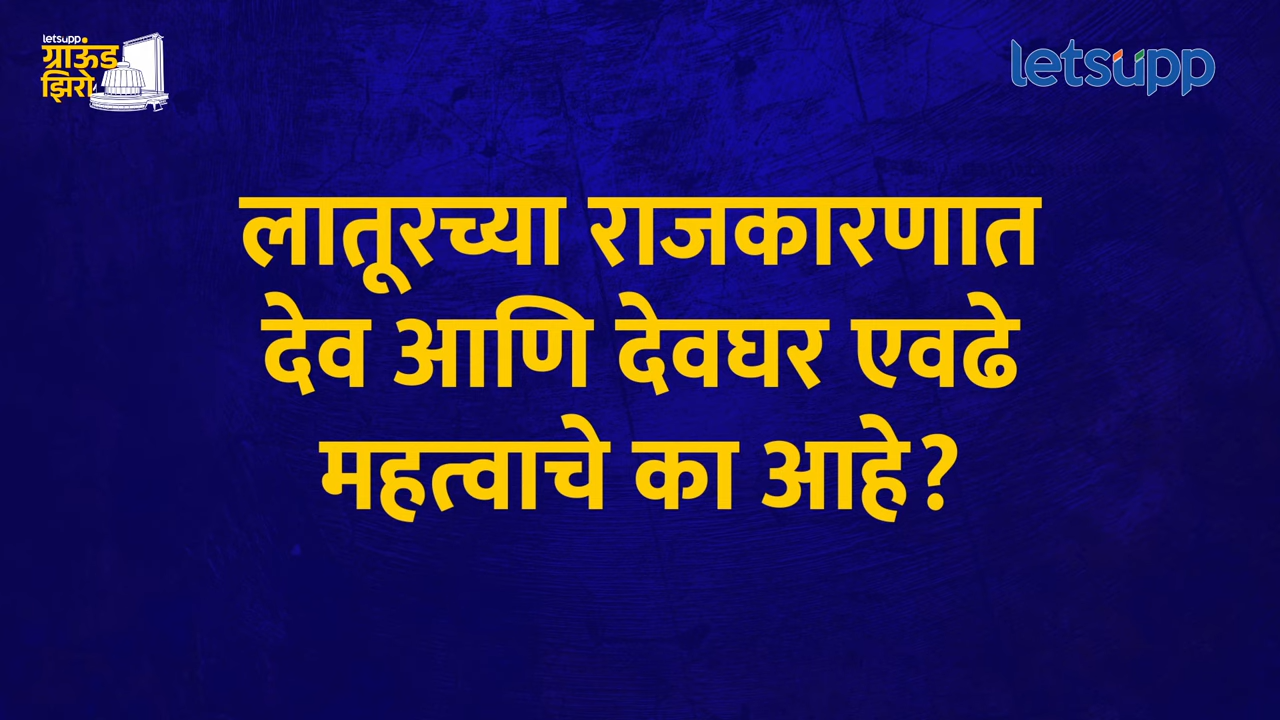 letsupp
ग्राऊंड
झिरो
letsupp
लातूरच्या राजकारणात
देव आणि देवघर एवढे
महत्वाचे का आहे?